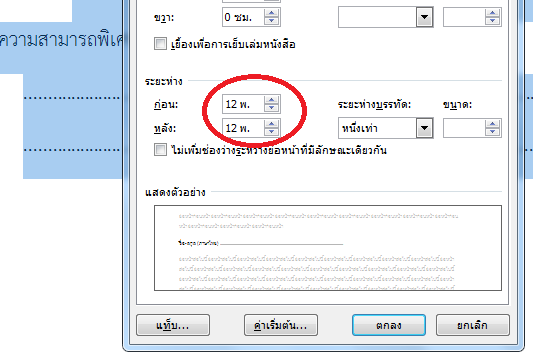 ขวา: 0 ซม.
ความสามารถพิเศ
เยื้องเพื่อการเย็บเล่มหนังสือ
ระยะห่าง
ก่อน: 12 พ. ระยะห่างบรรทัด: ขนาด:
หลัง: 12 พ. หนึ่งเท่า
ไม่เพิ่มช่องว่างระหว่างย่อหน้าที่มีลักษณะเดียวกัน
แสดงตัวอย่าง
แท็บ... ค่าเริ่มต้น... ตกลง ยกเลิก